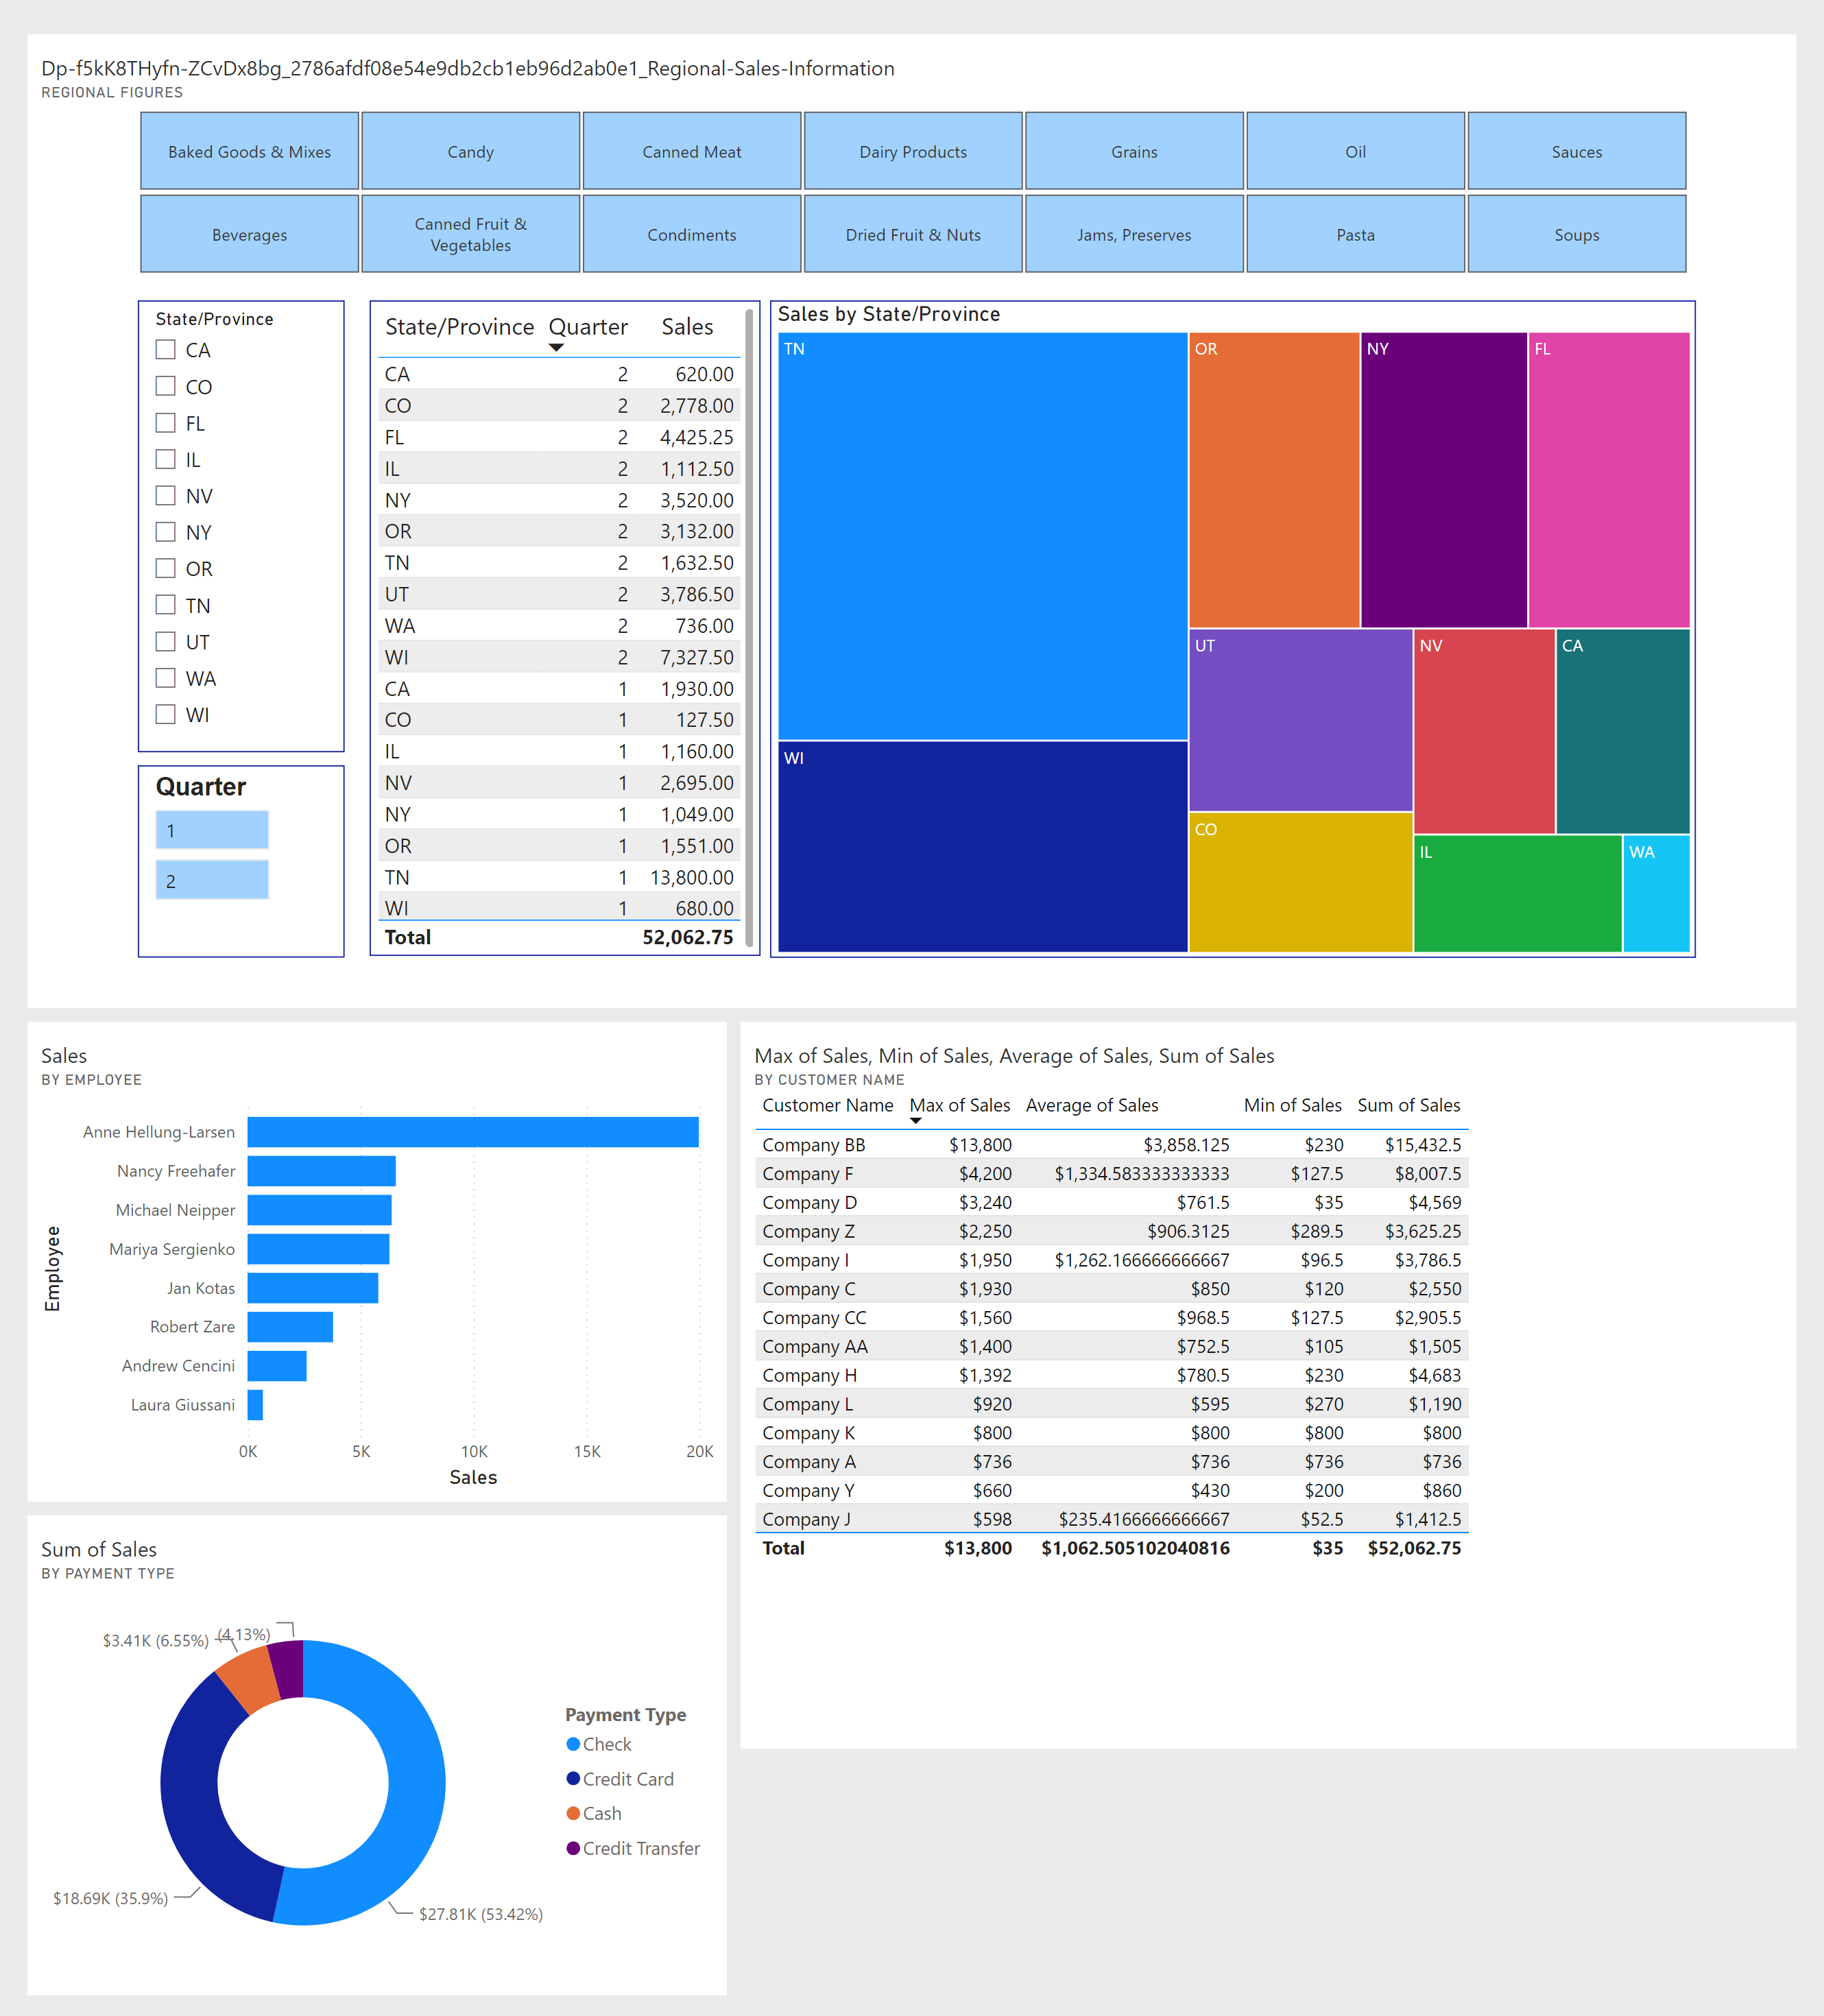 Dp-f5kK8THyfn-ZCvDx8bg_2786afdf08e54e9db2cb1eb96d2ab0e1_Regional-Sales-Information
REGIONAL FIGURES
Baked Goods & Mixes Candy Canned Meat Dairy Products Grains Oil Sauces
Beverages Canned Fruit & Vegetables Condiments Dried Fruit & Nuts Jams, Preserves Pasta Soups
State/Province
CA
CO
FL
IL
NV
NY
OR
TN
UT
WA
WI
Quarter
1
2
State/Province Quarter Sales
CA 2 620.00
CO 2 2,778.00
FL 2 4,425.25
IL 2 1,112.50
NY 2 3,520.00
OR 2 3,132.00
TN 2 1,632.50
UT 2 3,786.50
WA 2 736.00
WI 2 7,327.50
CA 1 1,930.00
CO 1 127.50
IL 1 1,160.00
NV 1 2,695.00
NY 1 1,049.00
OR 1 1,551.00
TN 1 13,800.00
WI 1 680.00
Total 52,062.75
Sales by State/Province
TN OR NY FL
UT NV CA
WI
CO
IL WA
Sales
BY EMPLOYEE
Employee
Anne Hellung-Larsen
Nancy Freehafer
Michael Neipper
Mariya Sergienko
Jan Kotas
Robert Zare
Andrew Cencini
Laura Giussani
0K 5K 10K 15K 20K
Sales
Max of Sales, Min of Sales, Average of Sales, Sum of Sales
BY CUSTOMER NAME
Customer Name Max of Sales Average of Sales Min of Sales Sum of Sales
Company BB $13,800 $3,858.125 $230 $15,432.5
Company F $4,200 $1,334.583333333333 $127.5 $8,007.5
Company D $3,240 $761.5 $35 $4,569
Company Z $2,250 $906.3125 $289.5 $3,625.25
Company I $1,950 $1,262.166666666667 $96.5 $3,786.5
Company C $1,930 $850 $120 $2,550
Company CC $1,560 $968.5 $127.5 $2,905.5
Company AA $1,400 $752.5 $105 $1,505
Company H $1,392 $780.5 $230 $4,683
Company L $920 $595 $270 $1,190
Company K $800 $800 $800 $800
Company A $736 $736 $736 $736
Company Y $660 $430 $200 $860
Company J $598 $235.4166666666667 $52.5 $1,412.5
Total $13,800 $1,062.505102040816 $35 $52,062.75
Sum of Sales
BY PAYMENT TYPE
(4.13%)
$3.41K (6.55%)
$18.69K (35.9%)
$27.81K (53.42%)
Payment Type
Check
Credit Card
Cash
Credit Transfer